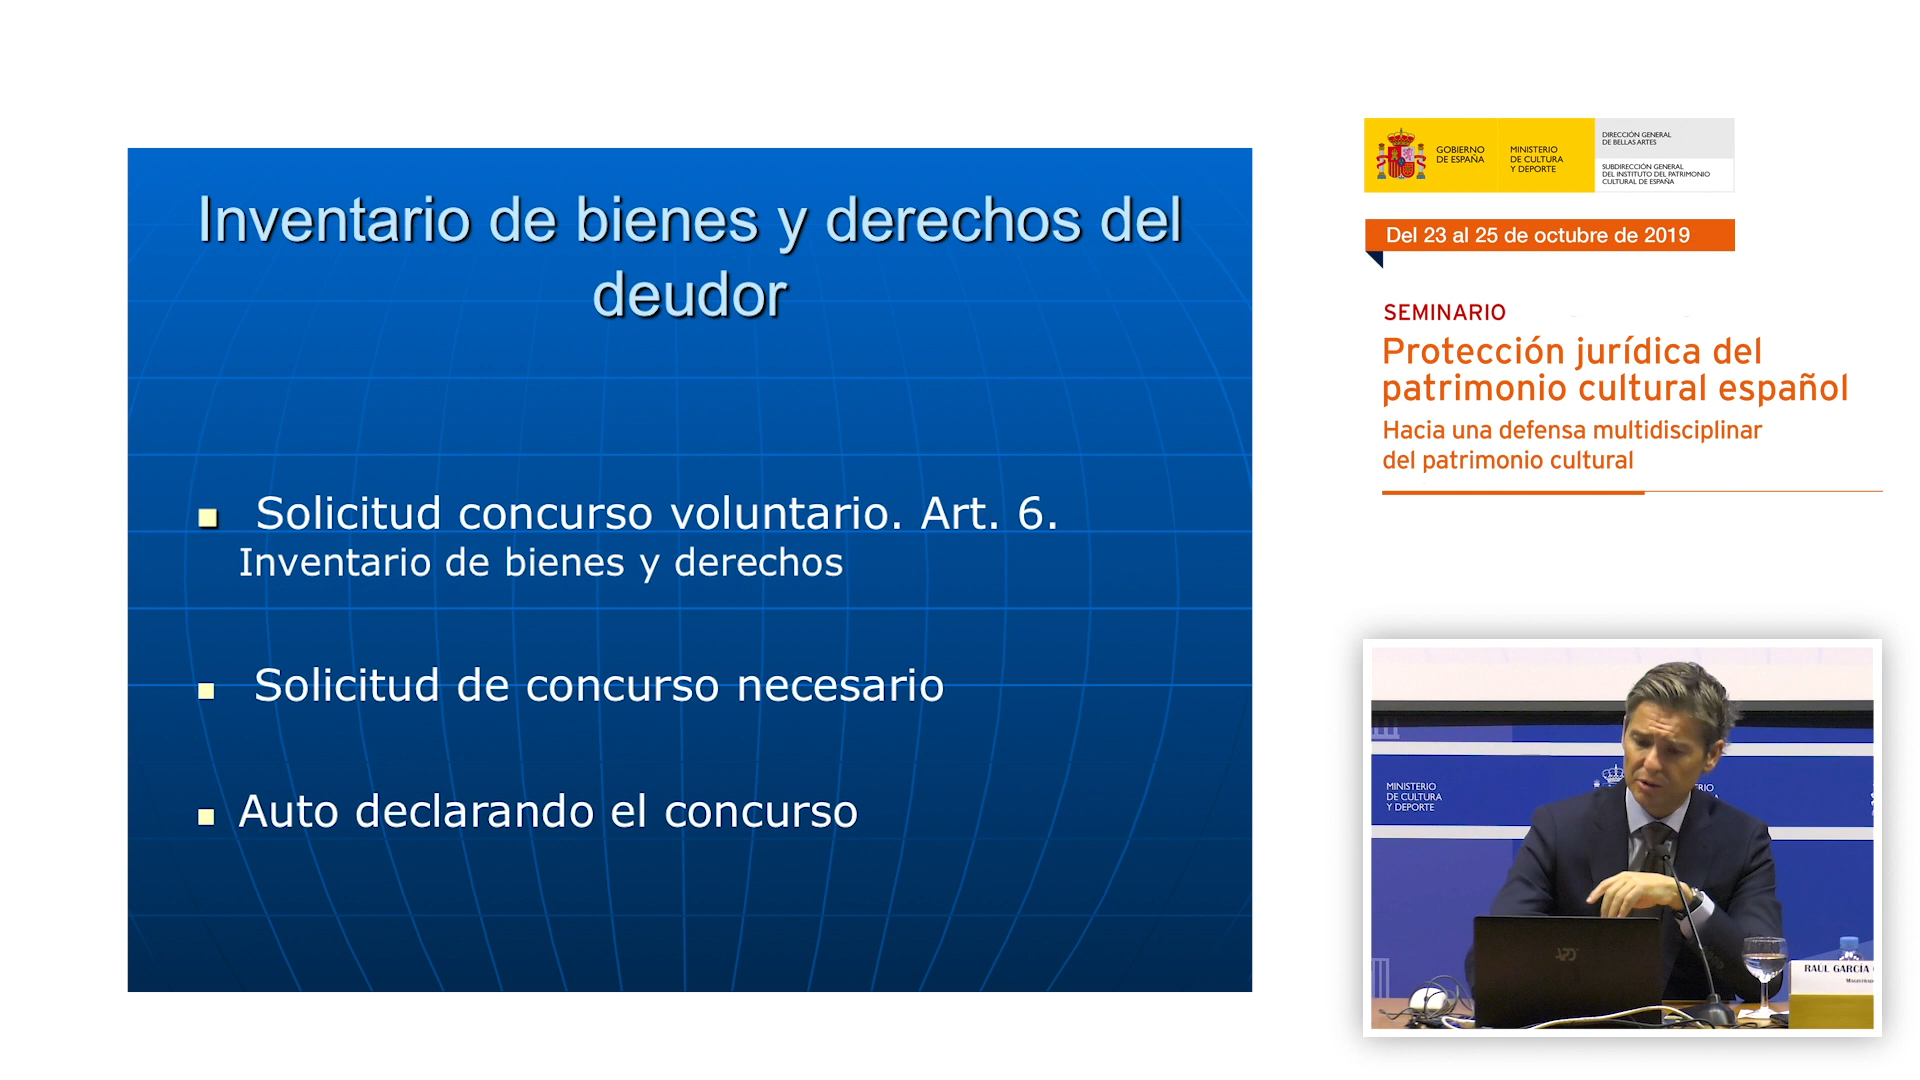 Inventario de bienes y derechos del
deudor
Solicitud concurso voluntario. Art. 6.
Inventario de bienes y derechos
Solicitud de concurso necesario
Auto declarando el concurso
GOBIERNO
DE ESPAÑA
MINISTERIO
DE CULTURA
Y DEPORTE
DIRECCIÓN GENERAL
DE BELLAS ARTES
SUBDIRECCIÓN GENERAL
DEL INSTITUTO DEL PATRIMONIO
CULTURAL DE ESPAÑA
Del 23 al 25 de octubre de 2019
SEMINARIO
Protección jurídica del
patrimonio cultural español
Hacia una defensa multidisciplinar
del patrimonio cultural
MINISTERIO
DE CULTURA
Y DEPORTE
RAÚL GARCÍA